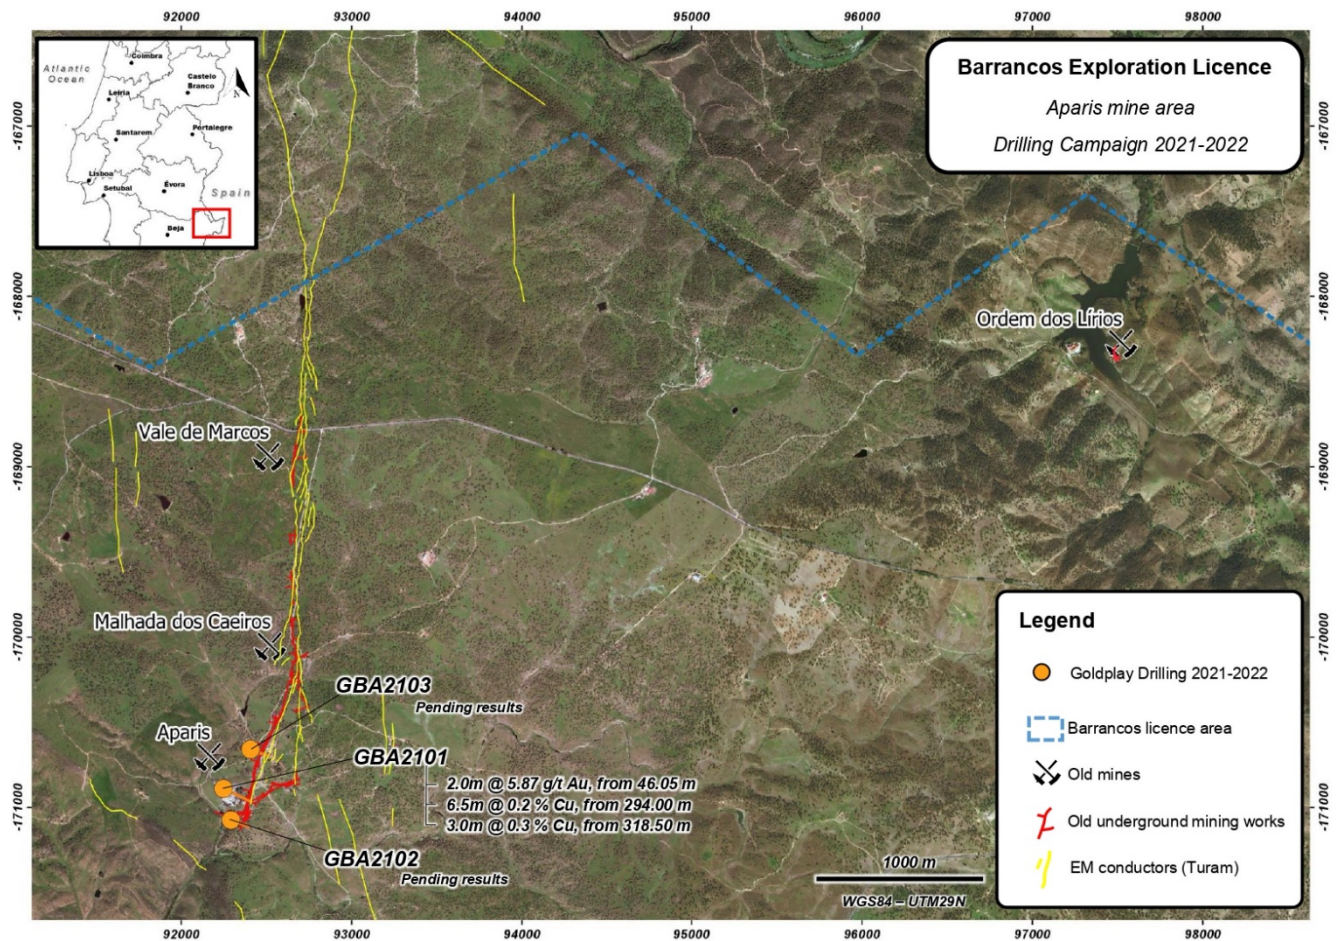 92000 93000 94000 95000 96000 97000 98000
Barrancos Exploration Licence
Aparis mine area
Drilling Campaign 2021-2022
Atlantic
Ocean
Coimbra
Castelo
Branco
Leiria
Santarem
Portalegre
Lisboa
Setubal
Évora
Spain
Beja
-167000
-167000
-168000
-168000
Ordem dos Lírios
Vale de Marcos
-169000
-169000
Malhada dos Caeiros
-170000
-170000
GBA2103
Pending results
Aparis
GBA2101
2.0m @ 5.87 g/t Au, from 46.05 m
6.5m @ 0.2 % Cu, from 294.00 m
3.0m @ 0.3 % Cu, from 318.50 m
-171000
-171000
GBA2102
Pending results
1000 m
WGS84 – UTM29N
Legend
Goldplay Drilling 2021-2022
Barrancos licence area
Old mines
Old underground mining works
EM conductors (Turam)
92000 93000 94000 95000 96000 97000 98000